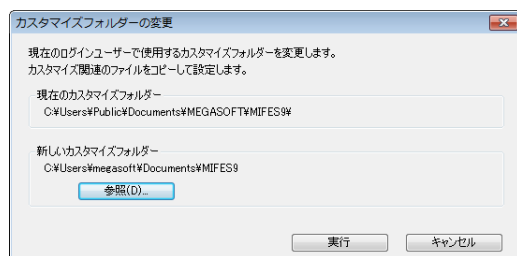 カスタマイズフォルダーの変更
現在のログインユーザーで使用するカスタマイズフォルダーを変更します。
カスタマイズ関連のファイルをコピーして設定します。
現在のカスタマイズフォルダー
C:¥Users¥Public¥Documents¥MEGASOFT¥MIFES9¥
新しいカスタマイズフォルダー
C:¥Users¥megasoft¥Documents¥MIFES9
参照(D)...
実行
キャンセル